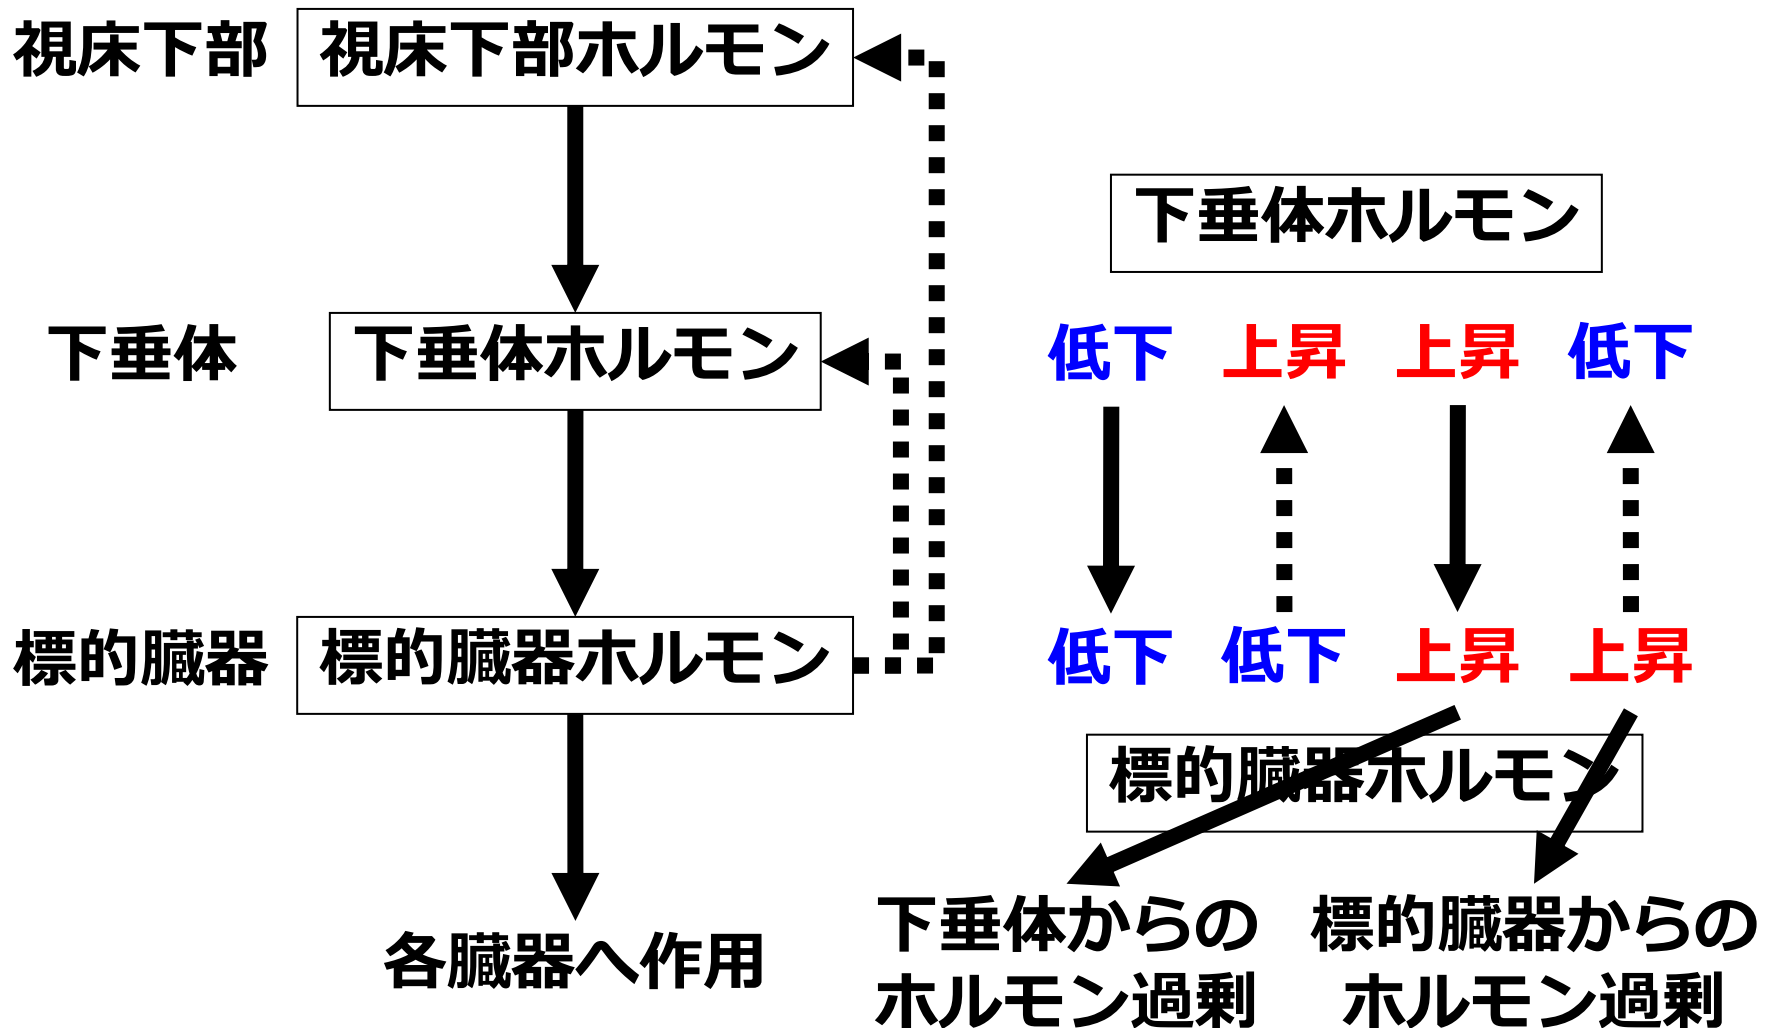 視床下部 視床下部ホルモン
下垂体 下垂体ホルモン
標的臓器 標的臓器ホルモン
各臓器へ作用
下垂体ホルモン
低下 上昇 上昇 低下
低下 低下 上昇 上昇
標的臓器ホルモン
下垂体からの
ホルモン過剰
標的臓器からの
ホルモン過剰